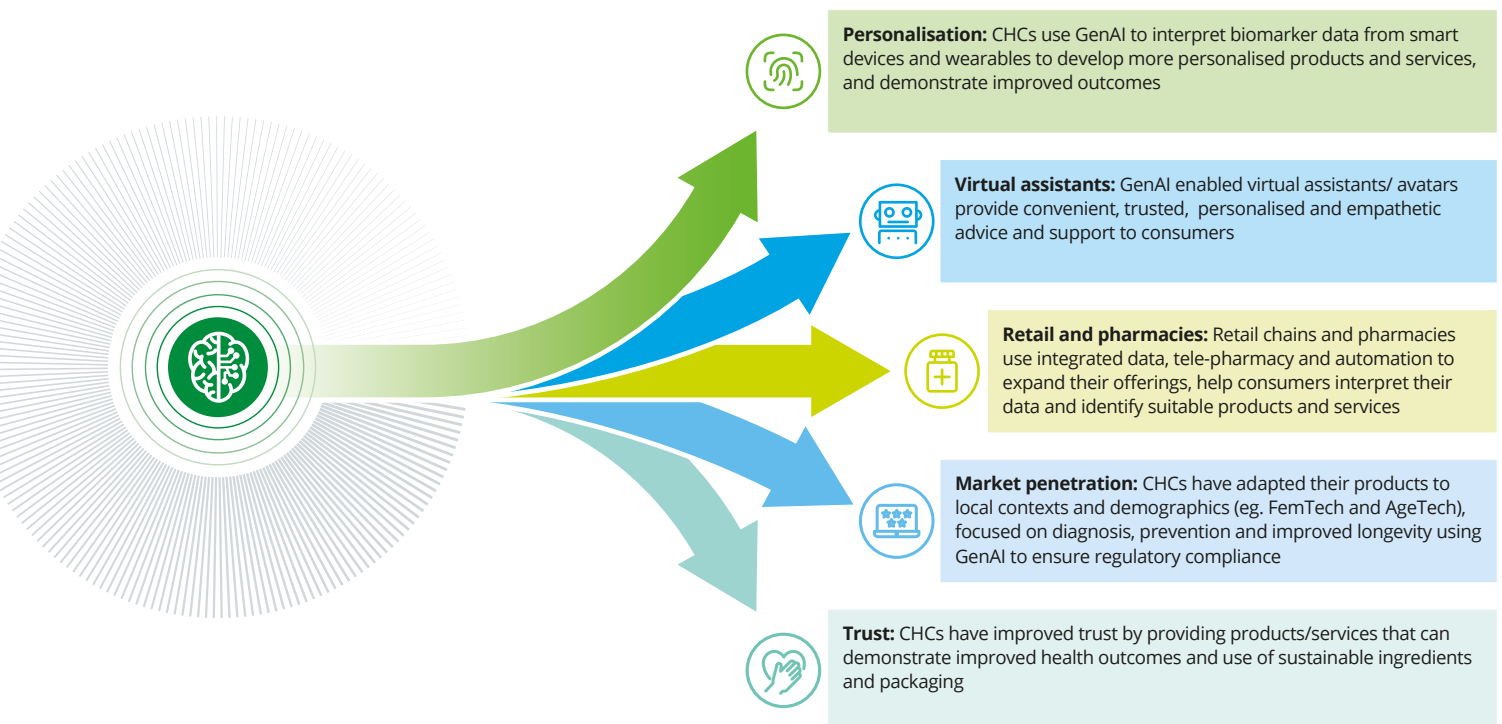 Personalisation: CHCs use GenAI to interpret biomarker data from smart
devices and wearables to develop more personalised products and services,
and demonstrate improved outcomes
Virtual assistants: GenAI enabled virtual assistants/ avatars
provide convenient, trusted,  personalised and empathetic
advice and support to consumers
Retail and pharmacies: Retail chains and pharmacies
use integrated data, tele-pharmacy and automation to
expand their offerings, help consumers interpret their
data and identify suitable products and services
Market penetration: CHCs have adapted their products to
local contexts and demographics (eg. FemTech and AgeTech),
focused on diagnosis, prevention and improved longevity using
GenAI to ensure regulatory compliance
Trust: CHCs have improved trust by providing products/services that can
demonstrate improved health outcomes and use of sustainable ingredients
and packaging